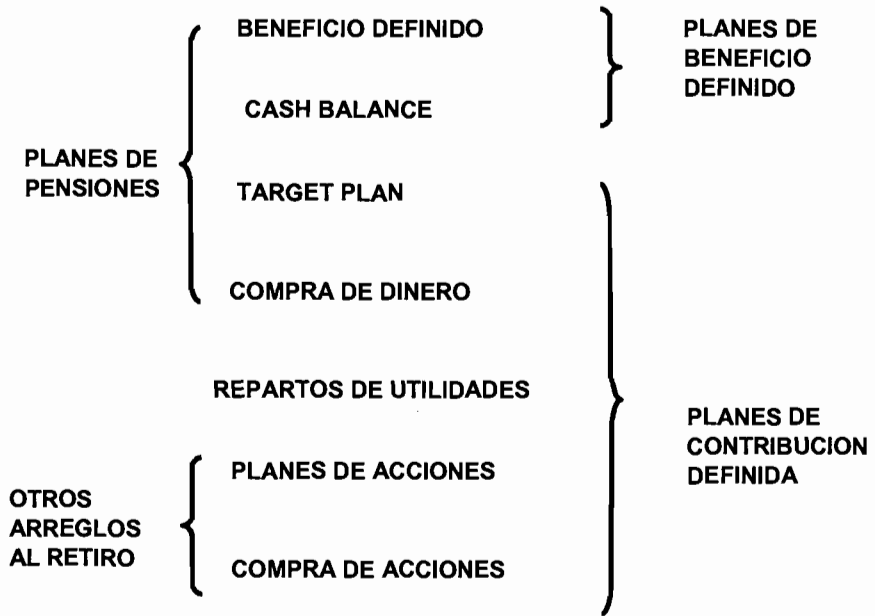 BENEFICIO DEFINIDO
CASH BALANCE
PLANES DE
BENEFICIO
DEFINIDO
PLANES DE
PENSIONES
TARGET PLAN
COMPRA DE DINERO
REPARTOS DE UTILIDADES
PLANES DE
CONTRIBUCION
DEFINIDA
OTROS
ARREGLOS
AL RETIRO
PLANES DE ACCIONES
COMPRA DE ACCIONES